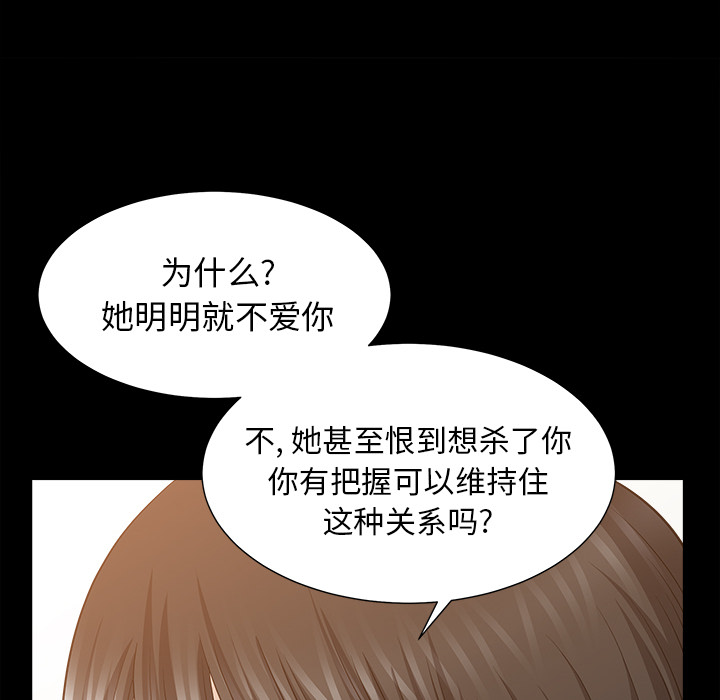 为什么?
她明明就不爱你
不, 她甚至恨到想杀了你
你有把握可以维持住
这种关系吗?